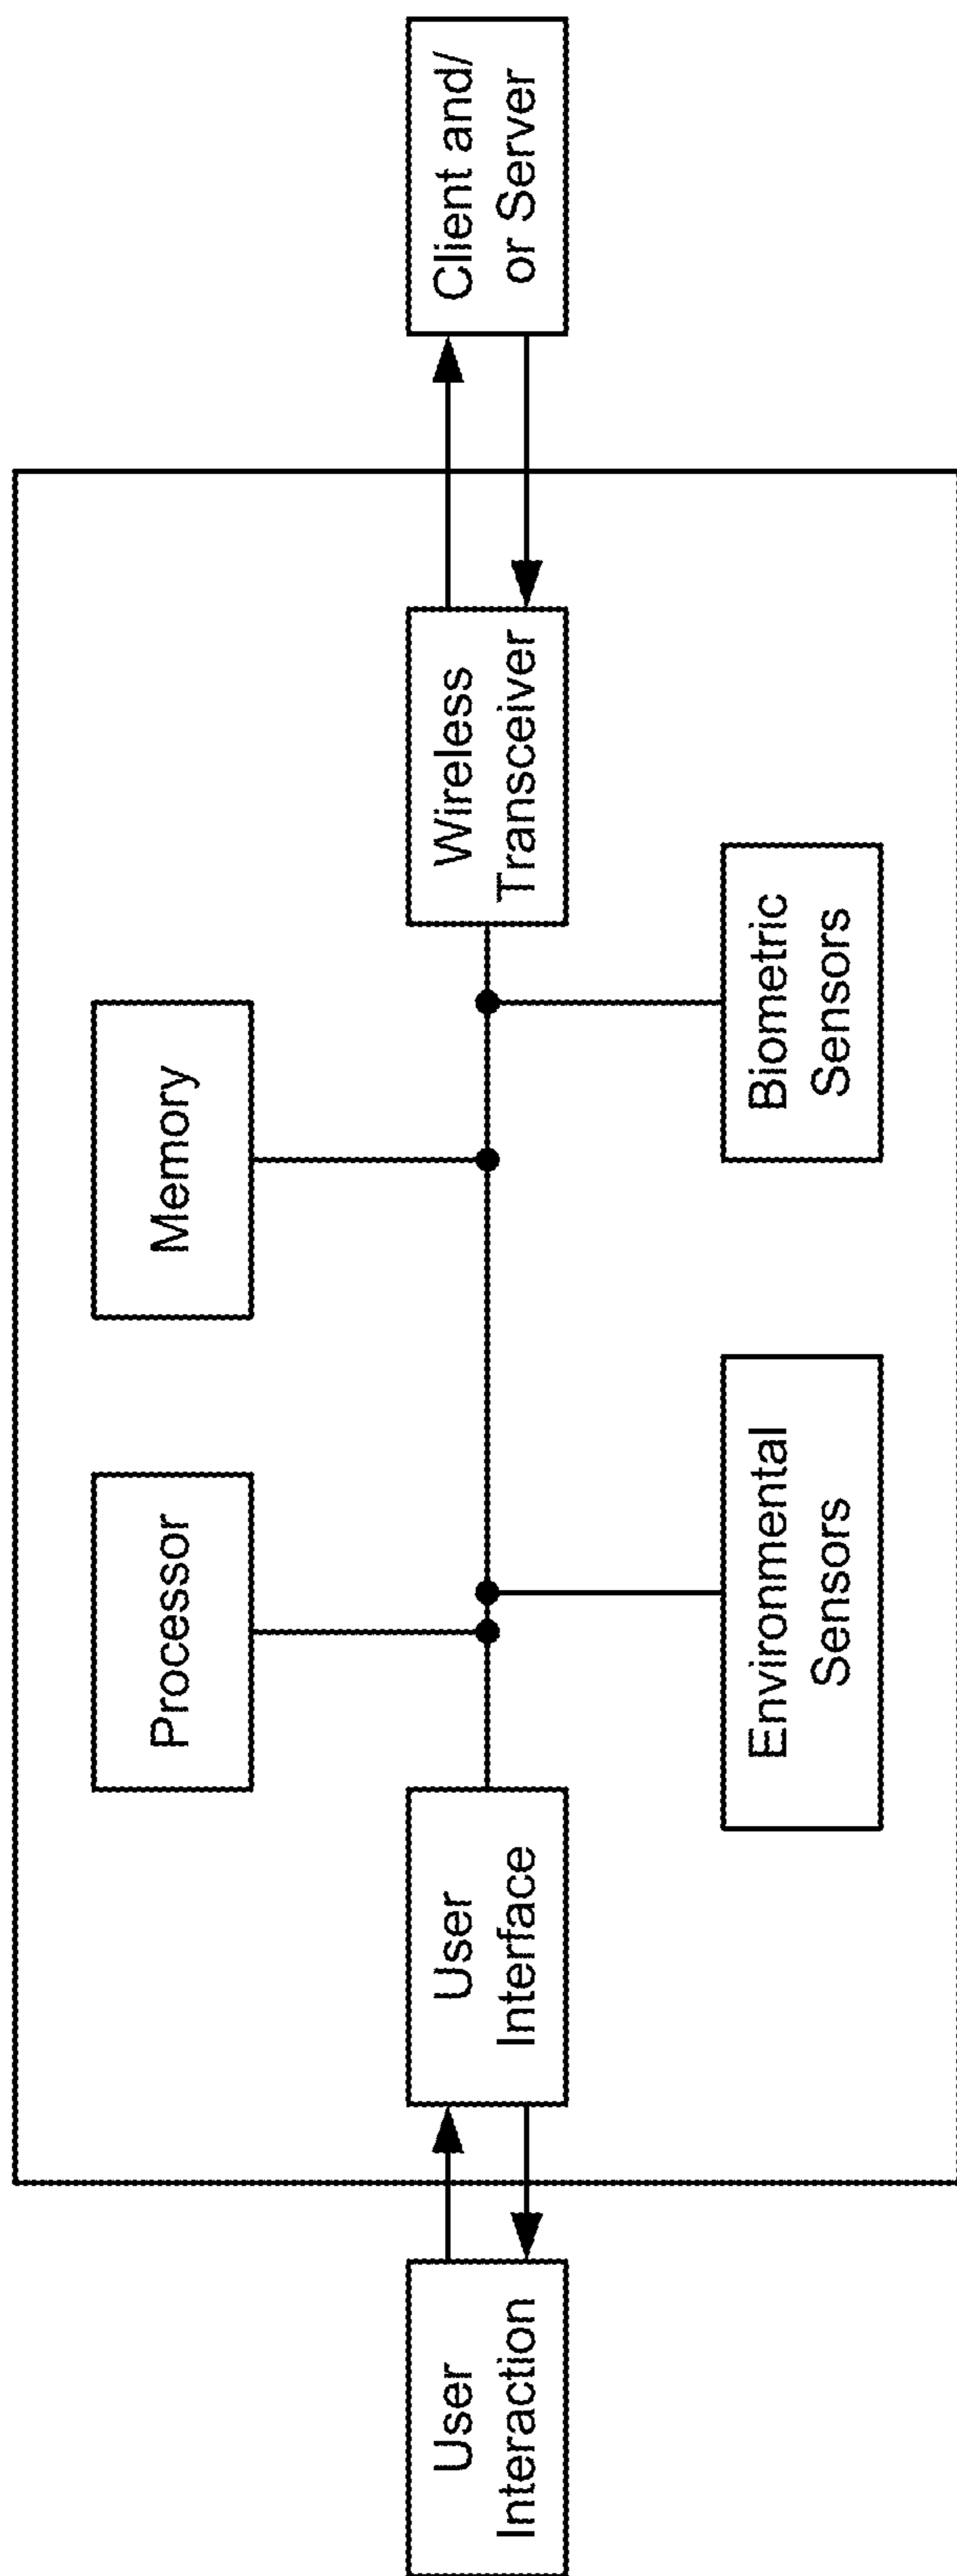 Processor
Memory
User
Interaction
User
Interface
Wireless
Transceiver
Client and/
or Server
Environmental
Sensors
Biometric
Sensors